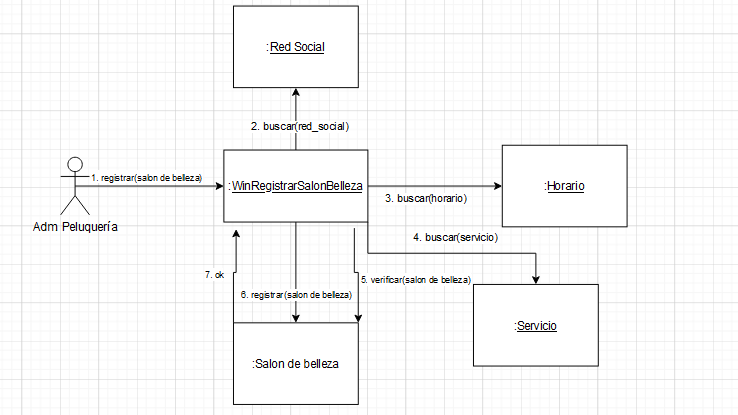 :Red Social
2. buscar(red_social)
1. registrar(salon de belleza)
:WinRegistrarSalonBelleza
:Horario
3. buscar(horario)
Adm Peluquería
4. buscar(servicio)
7. ok
5. verificar(salon de belleza)
6. registrar(salon de belleza)
:Servicio
:Salon de belleza